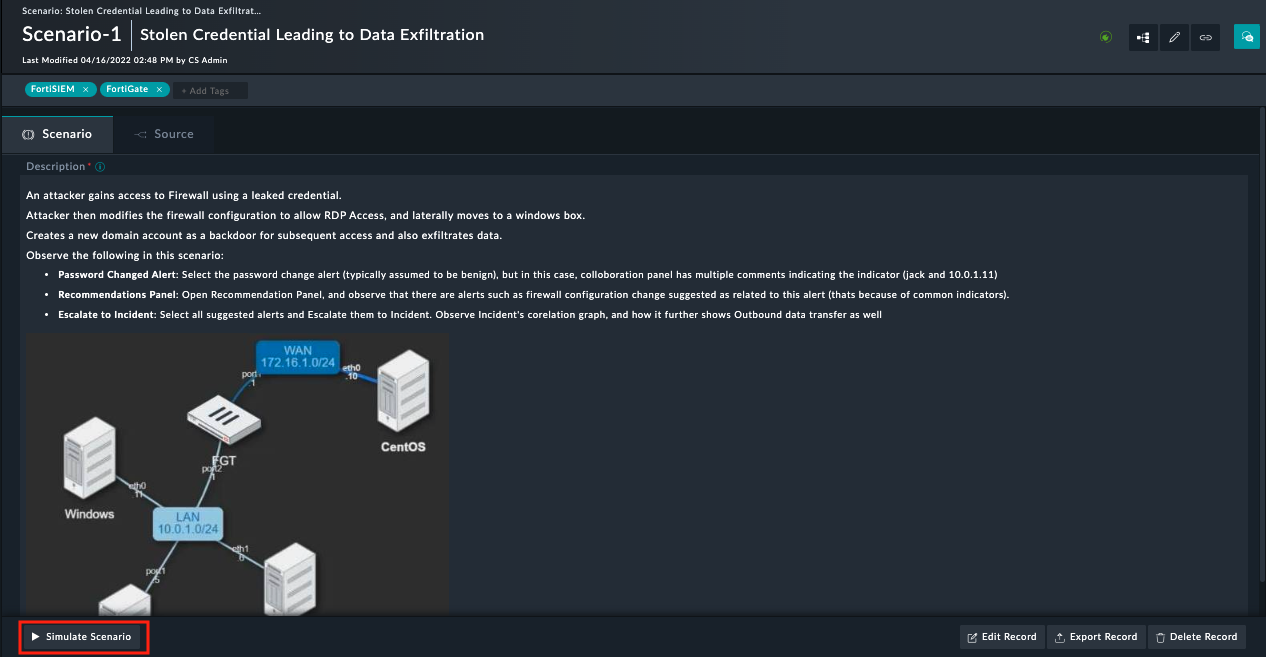 Scenario: Stolen Credential Leading to Data Exfiltrat...
Scenario-1 Stolen Credential Leading to Data Exfiltration
Last Modified 04/16/2022 02:48 PM by CS Admin
FortiSIEM × FortiGate × + Add Tags
Scenario Source
Description *
An attacker gains access to Firewall using a leaked credential.
Attacker then modifies the firewall configuration to allow RDP Access, and laterally moves to a windows box.
Creates a new domain account as a backdoor for subsequent access and also exfiltrates data.
Observe the following in this scenario:
• Password Changed Alert: Select the password change alert (typically assumed to be benign), but in this case, colloboration panel has multiple comments indicating the indicator (jack and 10.0.1.11)
• Recommendations Panel: Open Recommendation Panel, and observe that there are alerts such as firewall configuration change suggested as related to this alert (thats because of common indicators).
• Escalate to Incident: Select all suggested alerts and Escalate them to Incident. Observe Incident's corelation graph, and how it further shows Outbound data transfer as well
WAN
172.16.1.0/24
port1
.1
eth0
.10
CentOS
FGT
port2
.1
eth0
.11
Windows
LAN
10.0.1.0/24
eth1
.6
port1
.5
Simulate Scenario Edit Record Export Record Delete Record